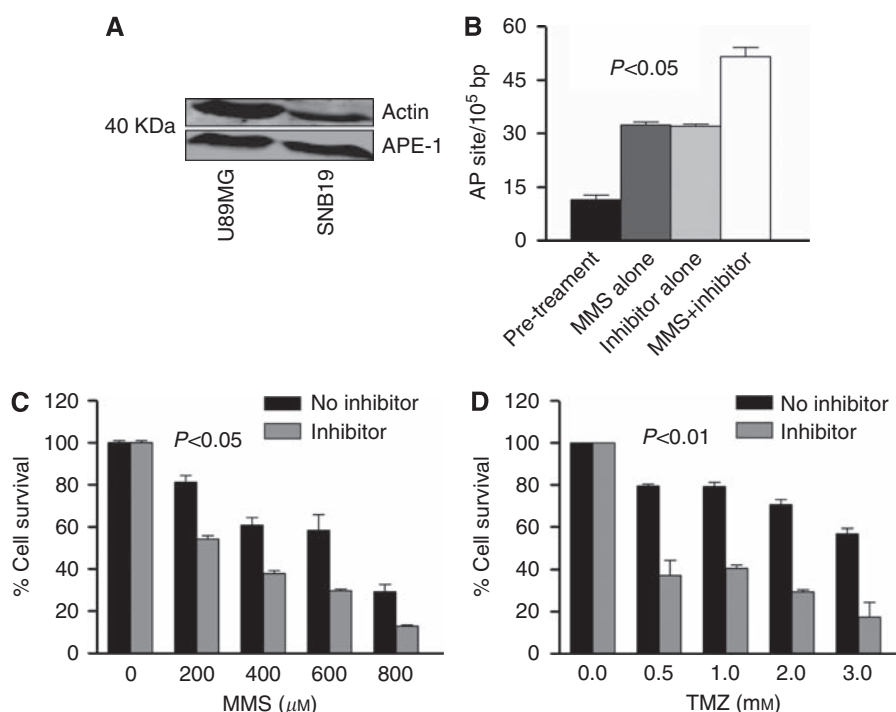 A
40 KDa
Actin
APE-1
U89MG
SNB19
B
AP site/10⁵ bp
60
45
30
15
0
P<0.05
Pre-treament
MMS alone
Inhibitor alone
MMS+inhibitor
C
% Cell survival
120
100
80
60
40
20
0
No inhibitor
Inhibitor
P<0.05
0 200 400 600 800
MMS (μM)
D
% Cell survival
120
100
80
60
40
20
0
No inhibitor
Inhibitor
P<0.01
0.0 0.5 1.0 2.0 3.0
TMZ (mM)